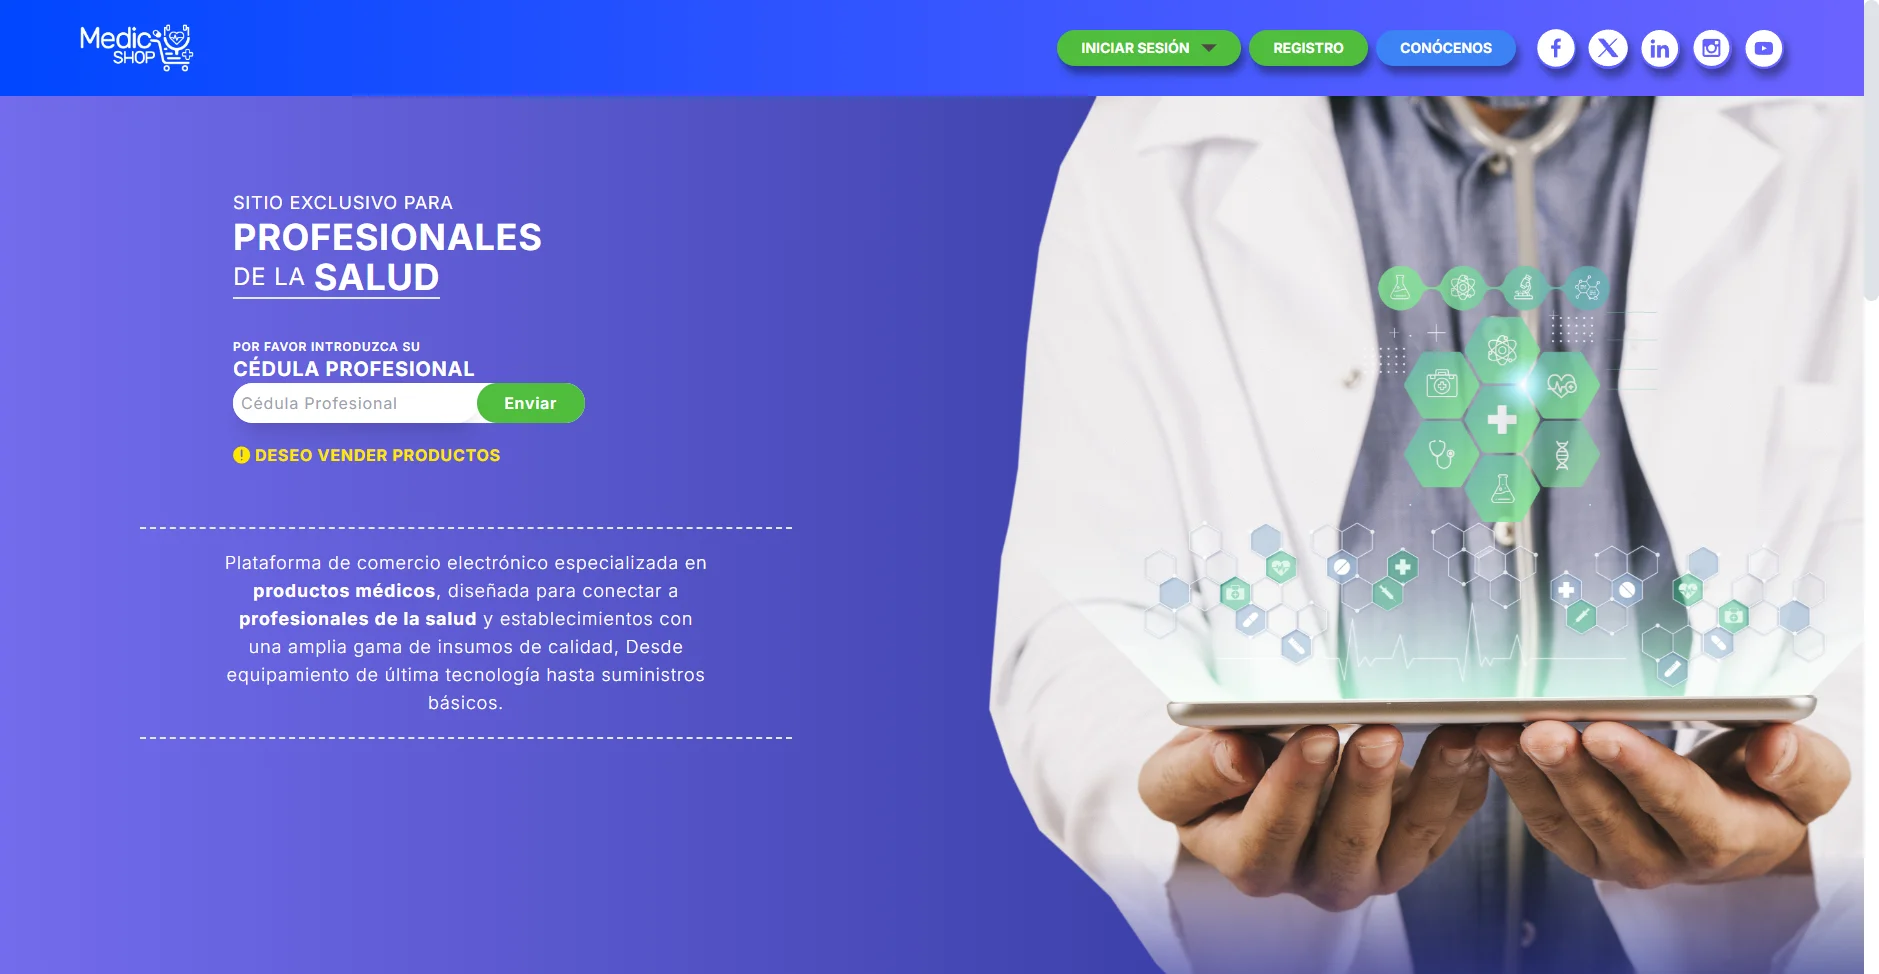 Medic
SHOP
INICIAR SESIÓN
REGISTRO
CONÓCENOS
SITIO EXCLUSIVO PARA
PROFESIONALES
DE LA SALUD
POR FAVOR INTRODUZCA SU
CÉDULA PROFESIONAL
Cédula Profesional
Enviar
DESEO VENDER PRODUCTOS
Plataforma de comercio electrónico especializada en
productos médicos, diseñada para conectar a
profesionales de la salud y establecimientos con
una amplia gama de insumos de calidad, Desde
equipamiento de última tecnología hasta suministros
básicos.